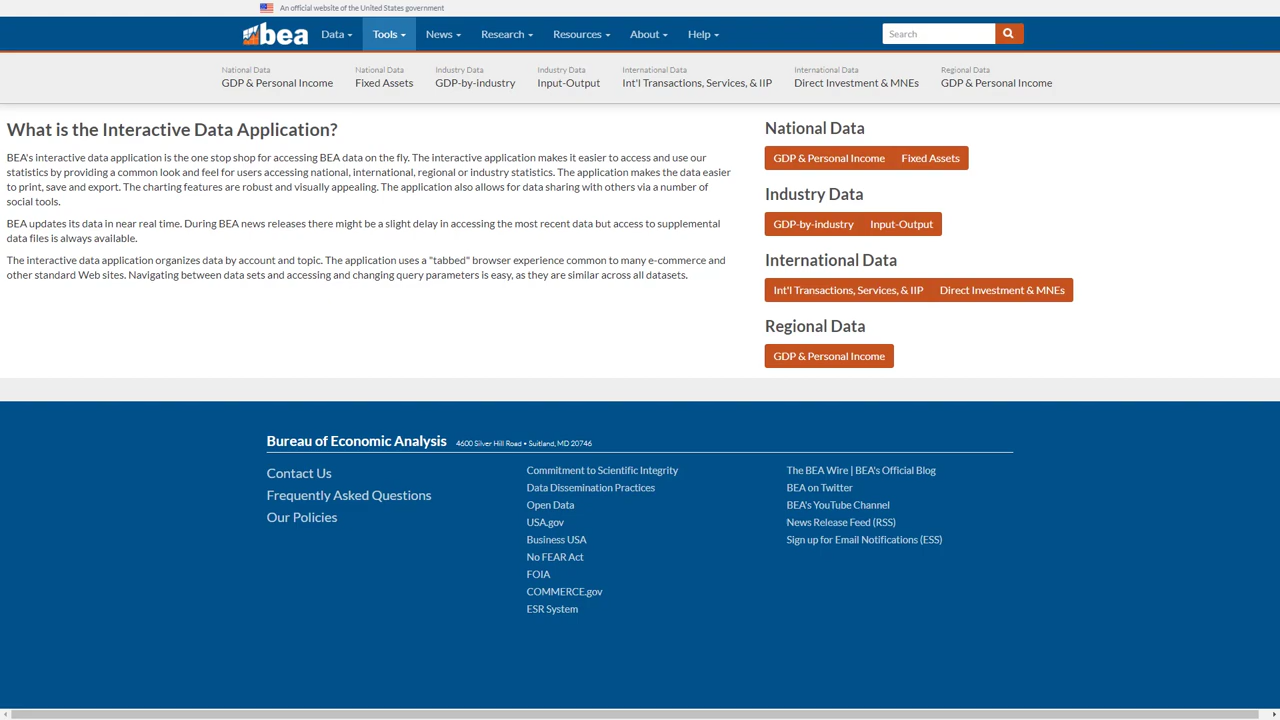 An official website of the United States government
bea
Data
Tools
News
Research
Resources
About
Help
Search
National Data
GDP & Personal Income
National Data
Fixed Assets
Industry Data
GDP-by-industry
Industry Data
Input-Output
International Data
Int'l Transactions, Services, & IIP
International Data
Direct Investment & MNEs
Regional Data
GDP & Personal Income
What is the Interactive Data Application?
BEA's interactive data application is the one stop shop for accessing BEA data on the fly. The interactive application makes it easier to access and use our
statistics by providing a common look and feel for users accessing national, international, regional or industry statistics. The application makes the data easier
to print, save and export. The charting features are robust and visually appealing. The application also allows for data sharing with others via a number of
social tools.
BEA updates its data in near real time. During BEA news releases there might be a slight delay in accessing the most recent data but access to supplemental
data files is always available.
The interactive data application organizes data by account and topic. The application uses a "tabbed" browser experience common to many e-commerce and
other standard Web sites. Navigating between data sets and accessing and changing query parameters is easy, as they are similar across all datasets.
National Data
GDP & Personal Income
Fixed Assets
Industry Data
GDP-by-industry
Input-Output
International Data
Int'l Transactions, Services, & IIP
Direct Investment & MNEs
Regional Data
GDP & Personal Income
Bureau of Economic Analysis 4600 Silver Hill Road • Suitland, MD 20746
Contact Us
Frequently Asked Questions
Our Policies
Commitment to Scientific Integrity
Data Dissemination Practices
Open Data
USA.gov
Business USA
No FEAR Act
FOIA
COMMERCE.gov
ESR System
The BEA Wire | BEA's Official Blog
BEA on Twitter
BEA's YouTube Channel
News Release Feed (RSS)
Sign up for Email Notifications (ESS)